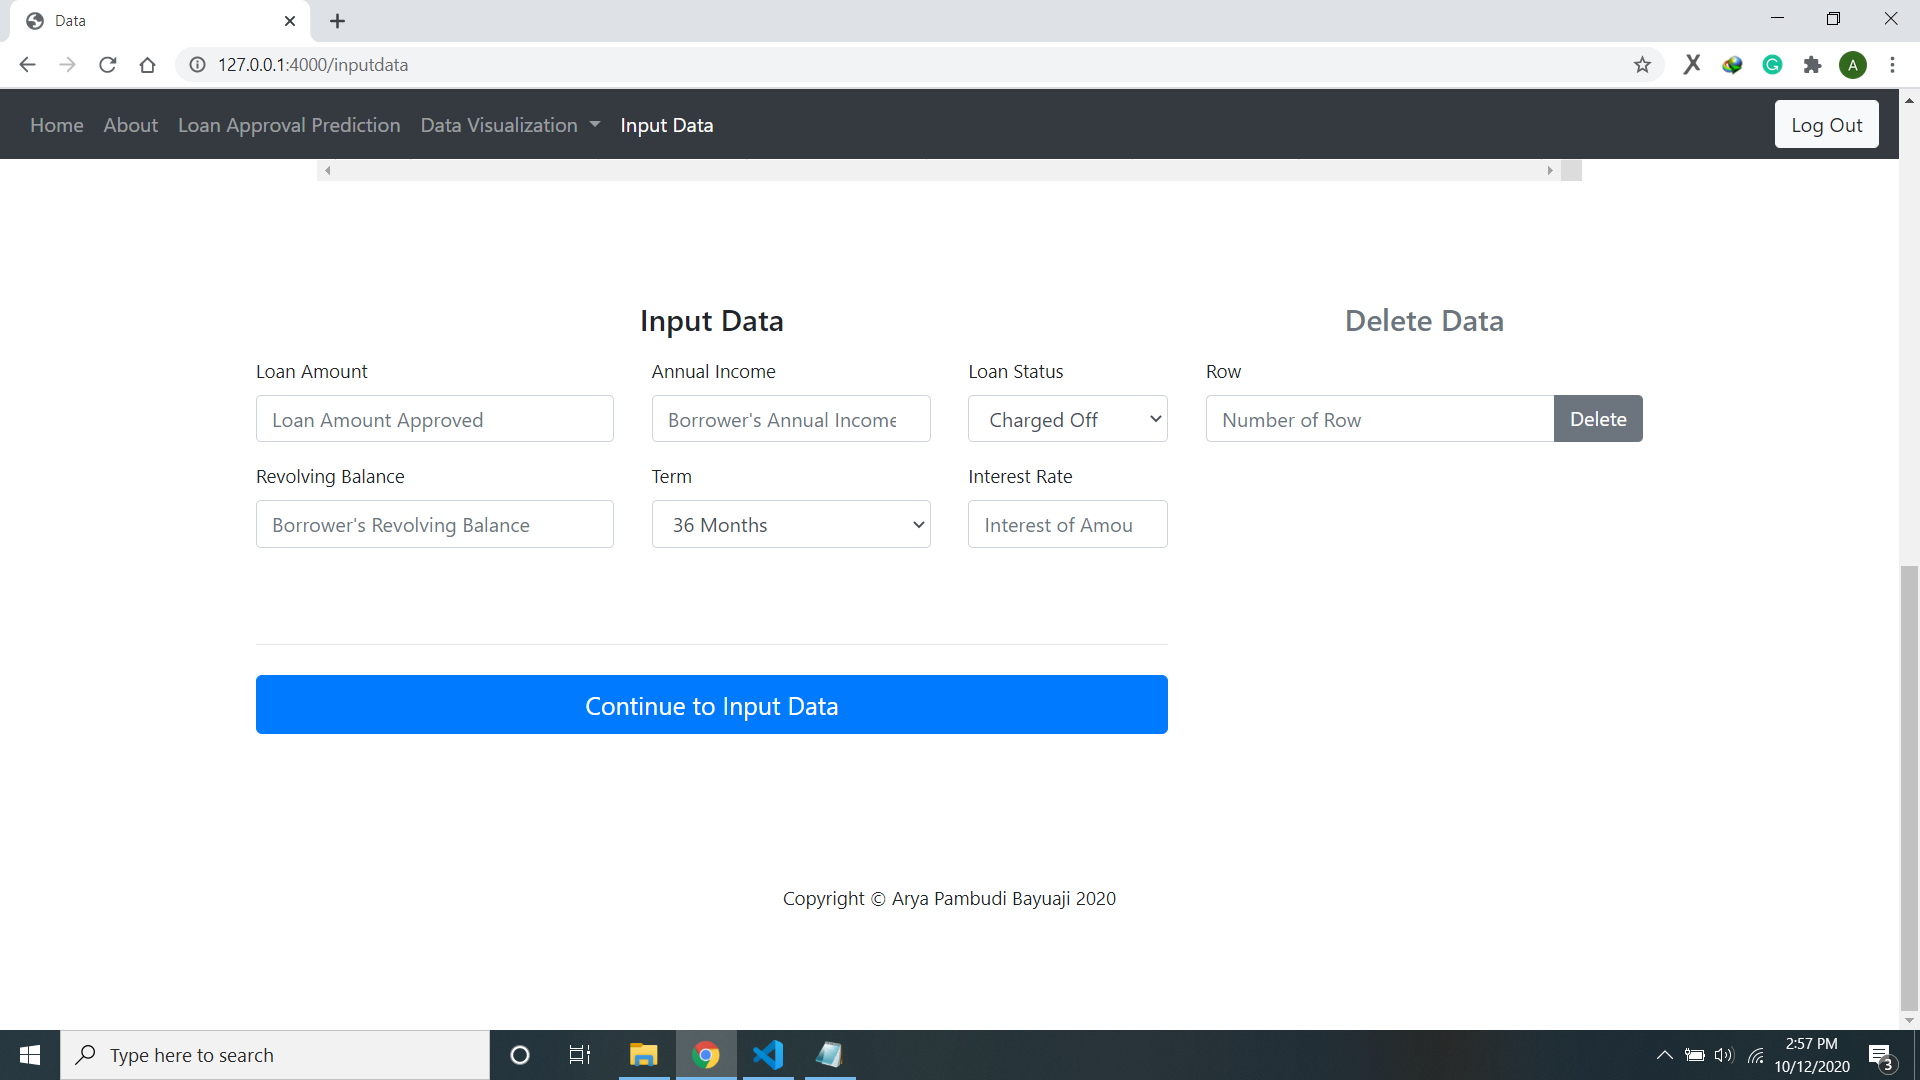 Data
127.0.0.1:4000/inputdata
A
Home About Loan Approval Prediction Data Visualization Input Data Log Out
Input Data Delete Data
Loan Amount Annual Income Loan Status Row
Loan Amount Approved Borrower's Annual Income Charged Off Number of Row Delete
Revolving Balance Term Interest Rate
Borrower's Revolving Balance 36 Months Interest of Amou
Continue to Input Data
Copyright © Arya Pambudi Bayuaji 2020
Type here to search
2:57 PM
10/12/2020
3